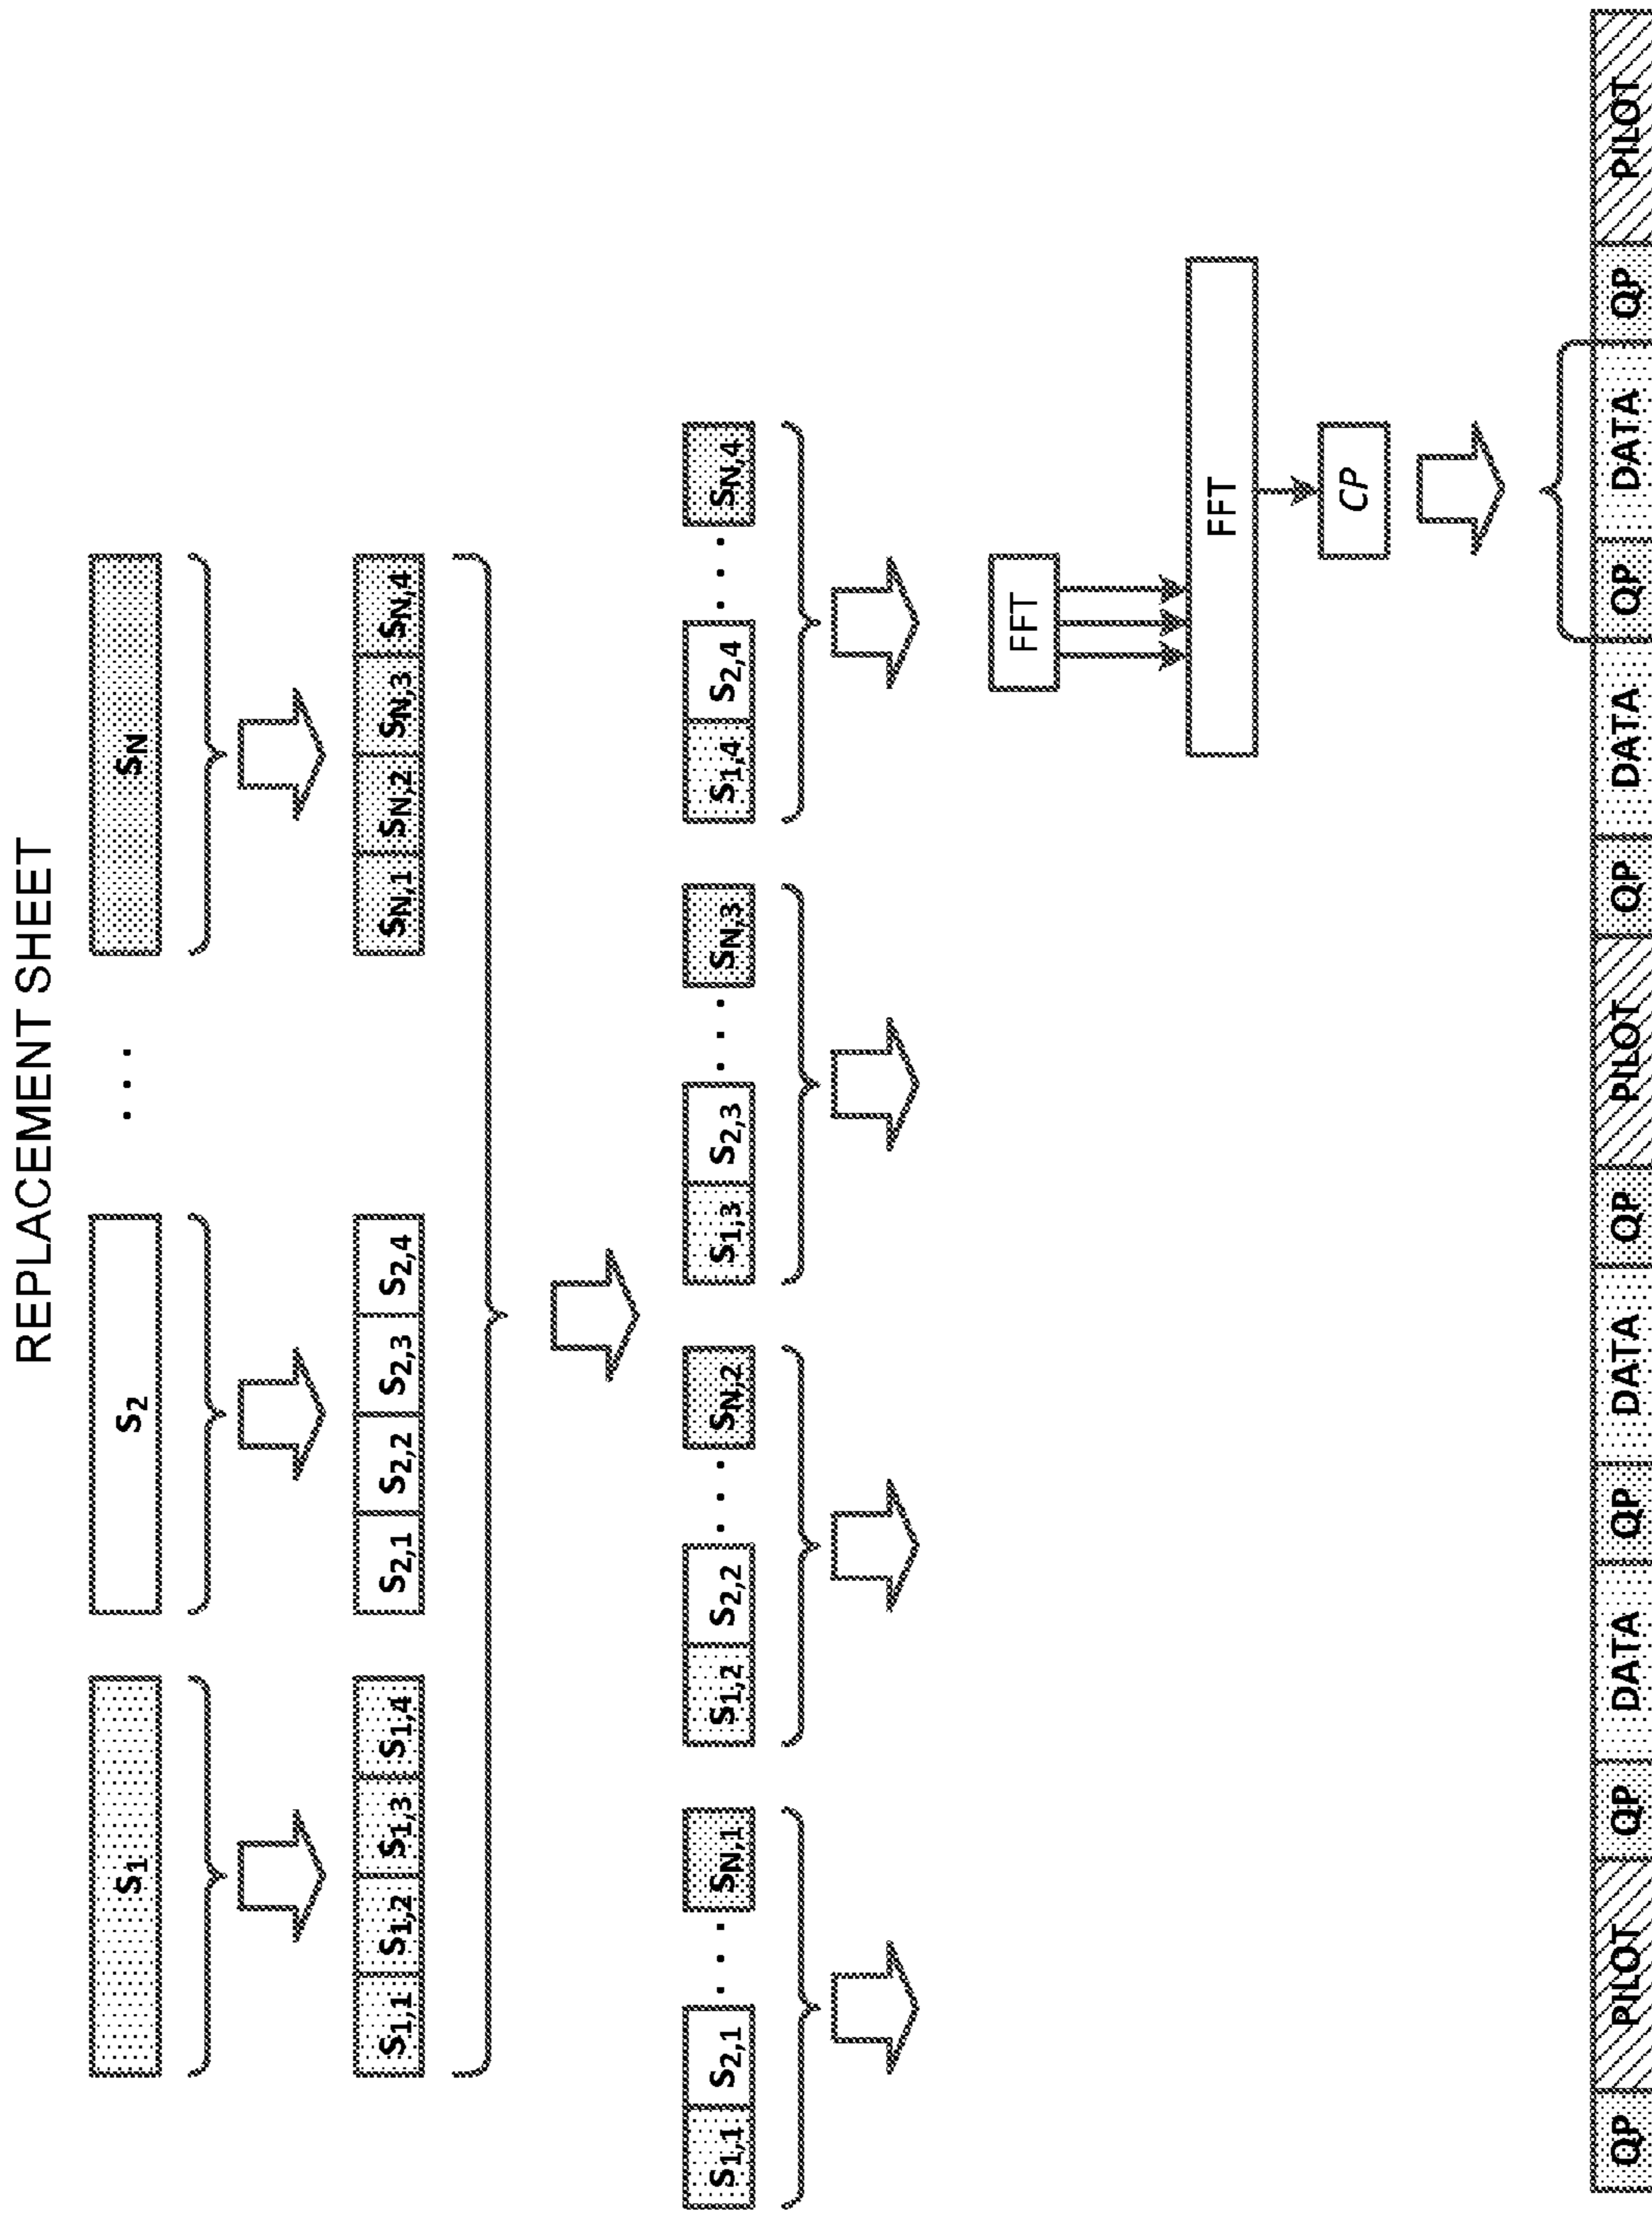 REPLACEMENT SHEET
S1 S2 . . . SN
S1,1 S1,2 S1,3 S1,4 S2,1 S2,2 S2,3 S2,4 SN,1 SN,2 SN,3 SN,4
S1,1 S2,1 . . . SN,1 S1,2 S2,2 . . . SN,2 S1,3 S2,3 . . . SN,3 S1,4 S2,4 . . . SN,4
FFT
FFT
CP
QP PILOT QP DATA QP DATA QP PILOT QP DATA QP DATA QP PILOT